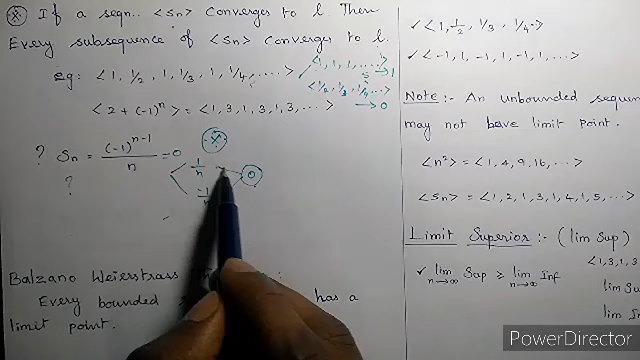 ✱ If a seqn.. <Sn> converges to l. Then
Every subsequence of <Sn> converges to l.
eg: <1, 1/2, 1, 1/3, 1, 1/4, ....>
<1, 1, 1, ....>
→ 1
<1/2, 1/3, 1/4, ..>
→ 0
<2 + (-1)^n> = <1, 3, 1, 3, 1, 3, ...>
? Sn = (-1)^(n-1) / n = 0
?
1/n → 0
-1/n
Balzano Weierstrass
Every bounded has a
limit point.
✓ <1, 1/2, 1/3, 1/4 ..>
✓ <-1, 1, -1, 1, -1, 1, ...>
Note :- An unbounded sequen
may not have limit point.
<n²> = <1, 4, 9, 16, ...>
<Sn> = <1, 2, 1, 3, 1, 4, 1, 5, ...
Limit Superior :- (lim Sup)
<1, 3, 1, 3
✓ lim n→∞ Sup ≥ lim n→∞ Inf
lim Su
lim In
PowerDirector